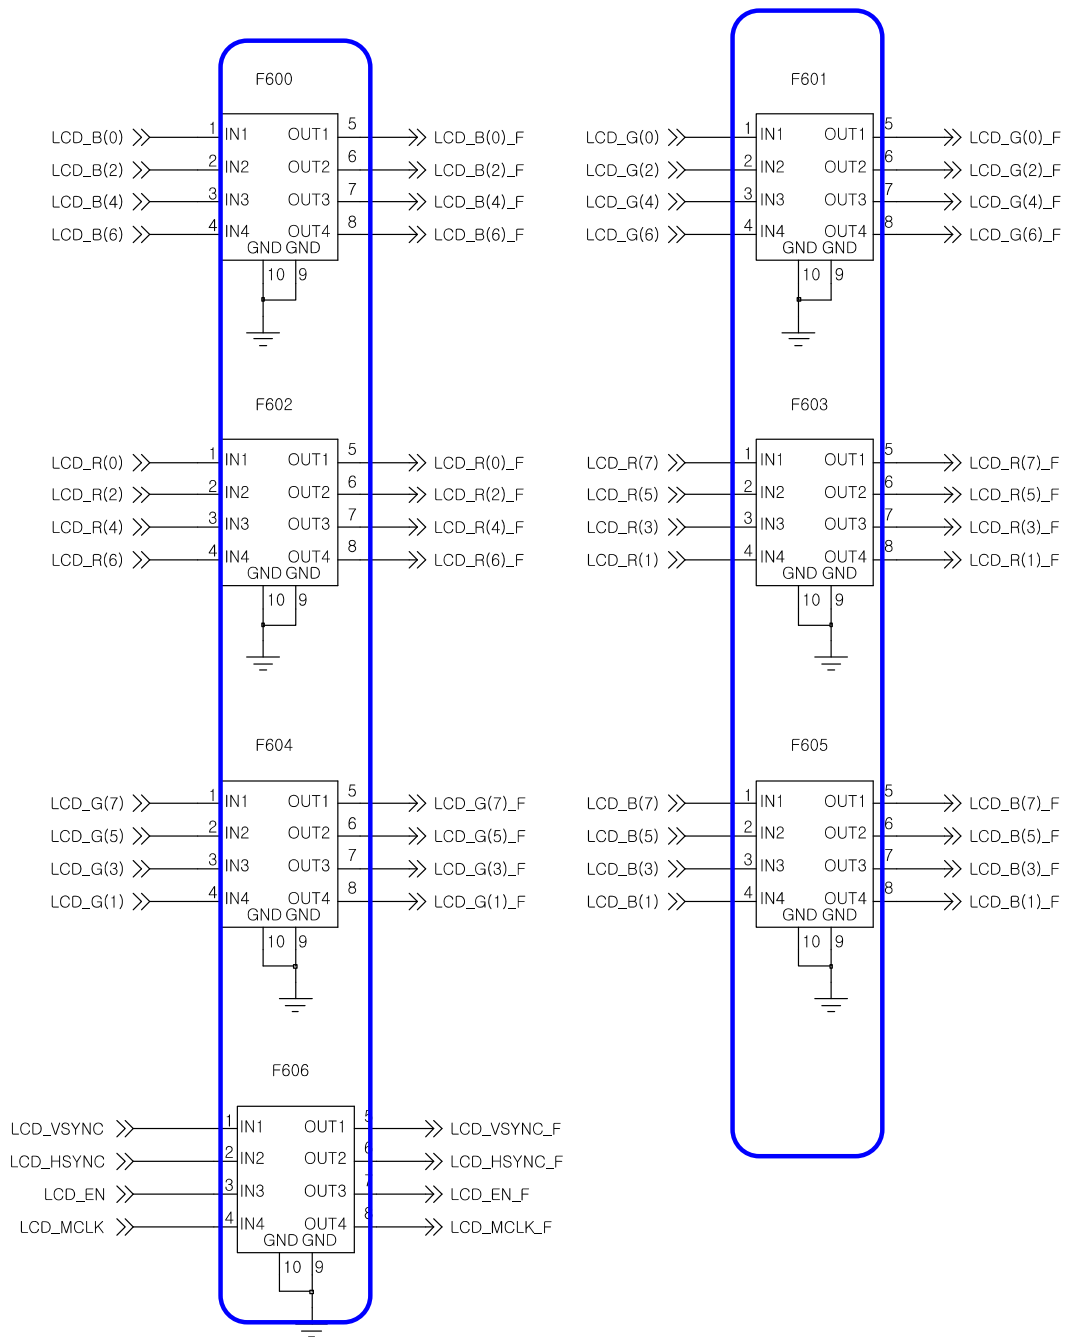 F600
LCD_B(0) 1 IN1 OUT1 5 LCD_B(0)_F
LCD_B(2) 2 IN2 OUT2 6 LCD_B(2)_F
LCD_B(4) 3 IN3 OUT3 7 LCD_B(4)_F
LCD_B(6) 4 IN4 OUT4 8 LCD_B(6)_F
GND GND
10 9
F601
LCD_G(0) 1 IN1 OUT1 5 LCD_G(0)_F
LCD_G(2) 2 IN2 OUT2 6 LCD_G(2)_F
LCD_G(4) 3 IN3 OUT3 7 LCD_G(4)_F
LCD_G(6) 4 IN4 OUT4 8 LCD_G(6)_F
GND GND
10 9
F602
LCD_R(0) 1 IN1 OUT1 5 LCD_R(0)_F
LCD_R(2) 2 IN2 OUT2 6 LCD_R(2)_F
LCD_R(4) 3 IN3 OUT3 7 LCD_R(4)_F
LCD_R(6) 4 IN4 OUT4 8 LCD_R(6)_F
GND GND
10 9
F603
LCD_R(7) 1 IN1 OUT1 5 LCD_R(7)_F
LCD_R(5) 2 IN2 OUT2 6 LCD_R(5)_F
LCD_R(3) 3 IN3 OUT3 7 LCD_R(3)_F
LCD_R(1) 4 IN4 OUT4 8 LCD_R(1)_F
GND GND
10 9
F604
LCD_G(7) 1 IN1 OUT1 5 LCD_G(7)_F
LCD_G(5) 2 IN2 OUT2 6 LCD_G(5)_F
LCD_G(3) 3 IN3 OUT3 7 LCD_G(3)_F
LCD_G(1) 4 IN4 OUT4 8 LCD_G(1)_F
GND GND
10 9
F605
LCD_B(7) 1 IN1 OUT1 5 LCD_B(7)_F
LCD_B(5) 2 IN2 OUT2 6 LCD_B(5)_F
LCD_B(3) 3 IN3 OUT3 7 LCD_B(3)_F
LCD_B(1) 4 IN4 OUT4 8 LCD_B(1)_F
GND GND
10 9
F606
LCD_VSYNC 1 IN1 OUT1 5 LCD_VSYNC_F
LCD_HSYNC 2 IN2 OUT2 6 LCD_HSYNC_F
LCD_EN 3 IN3 OUT3 7 LCD_EN_F
LCD_MCLK 4 IN4 OUT4 8 LCD_MCLK_F
GND GND
10 9